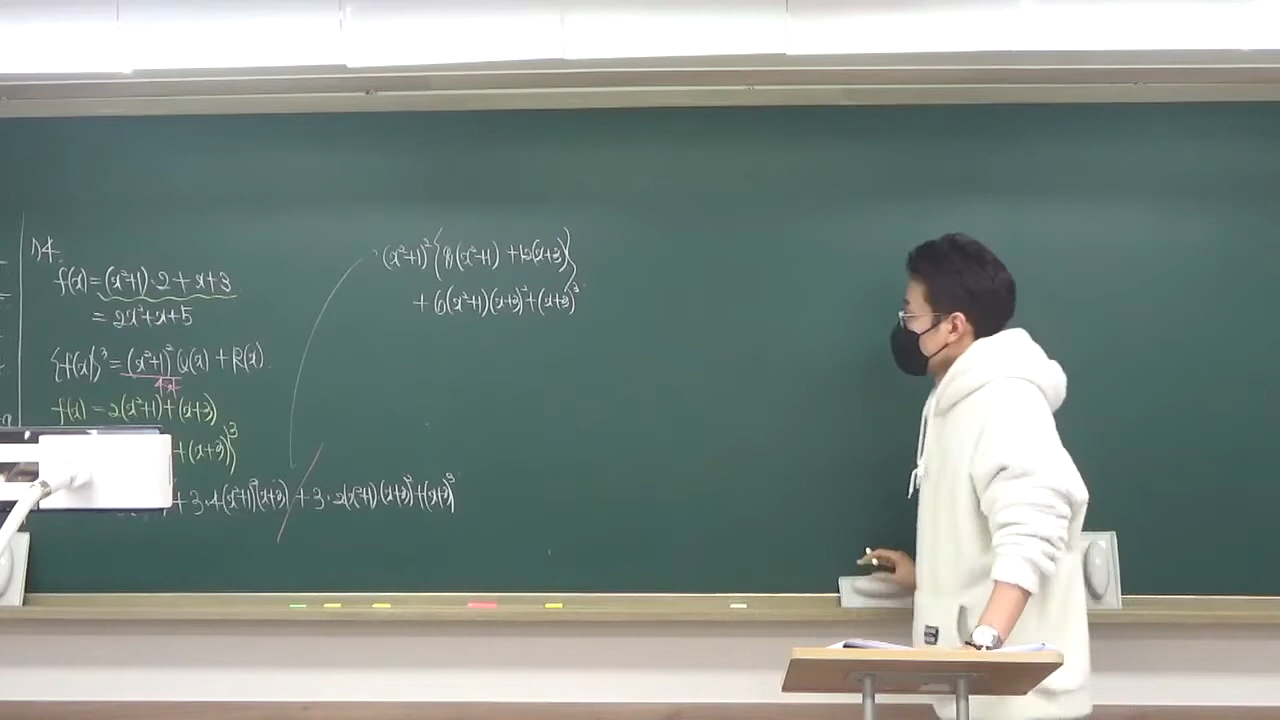 f(x) = (x²+1)·2 + x+3
= 2x²+x+5
{f(x)}³ = (x²+1)² Q(x) + R(x)
f(x) = 2(x²+1)+(x+3)
+(x+3)}³
+3·4(x²+1)²(x+3) + 3·2(x²+1)(x+3)²+(x+3)³
(x²+1)²{8(x²+1) +12(x+3)}
+ 6(x²+1)(x+3)²+(x+3)³